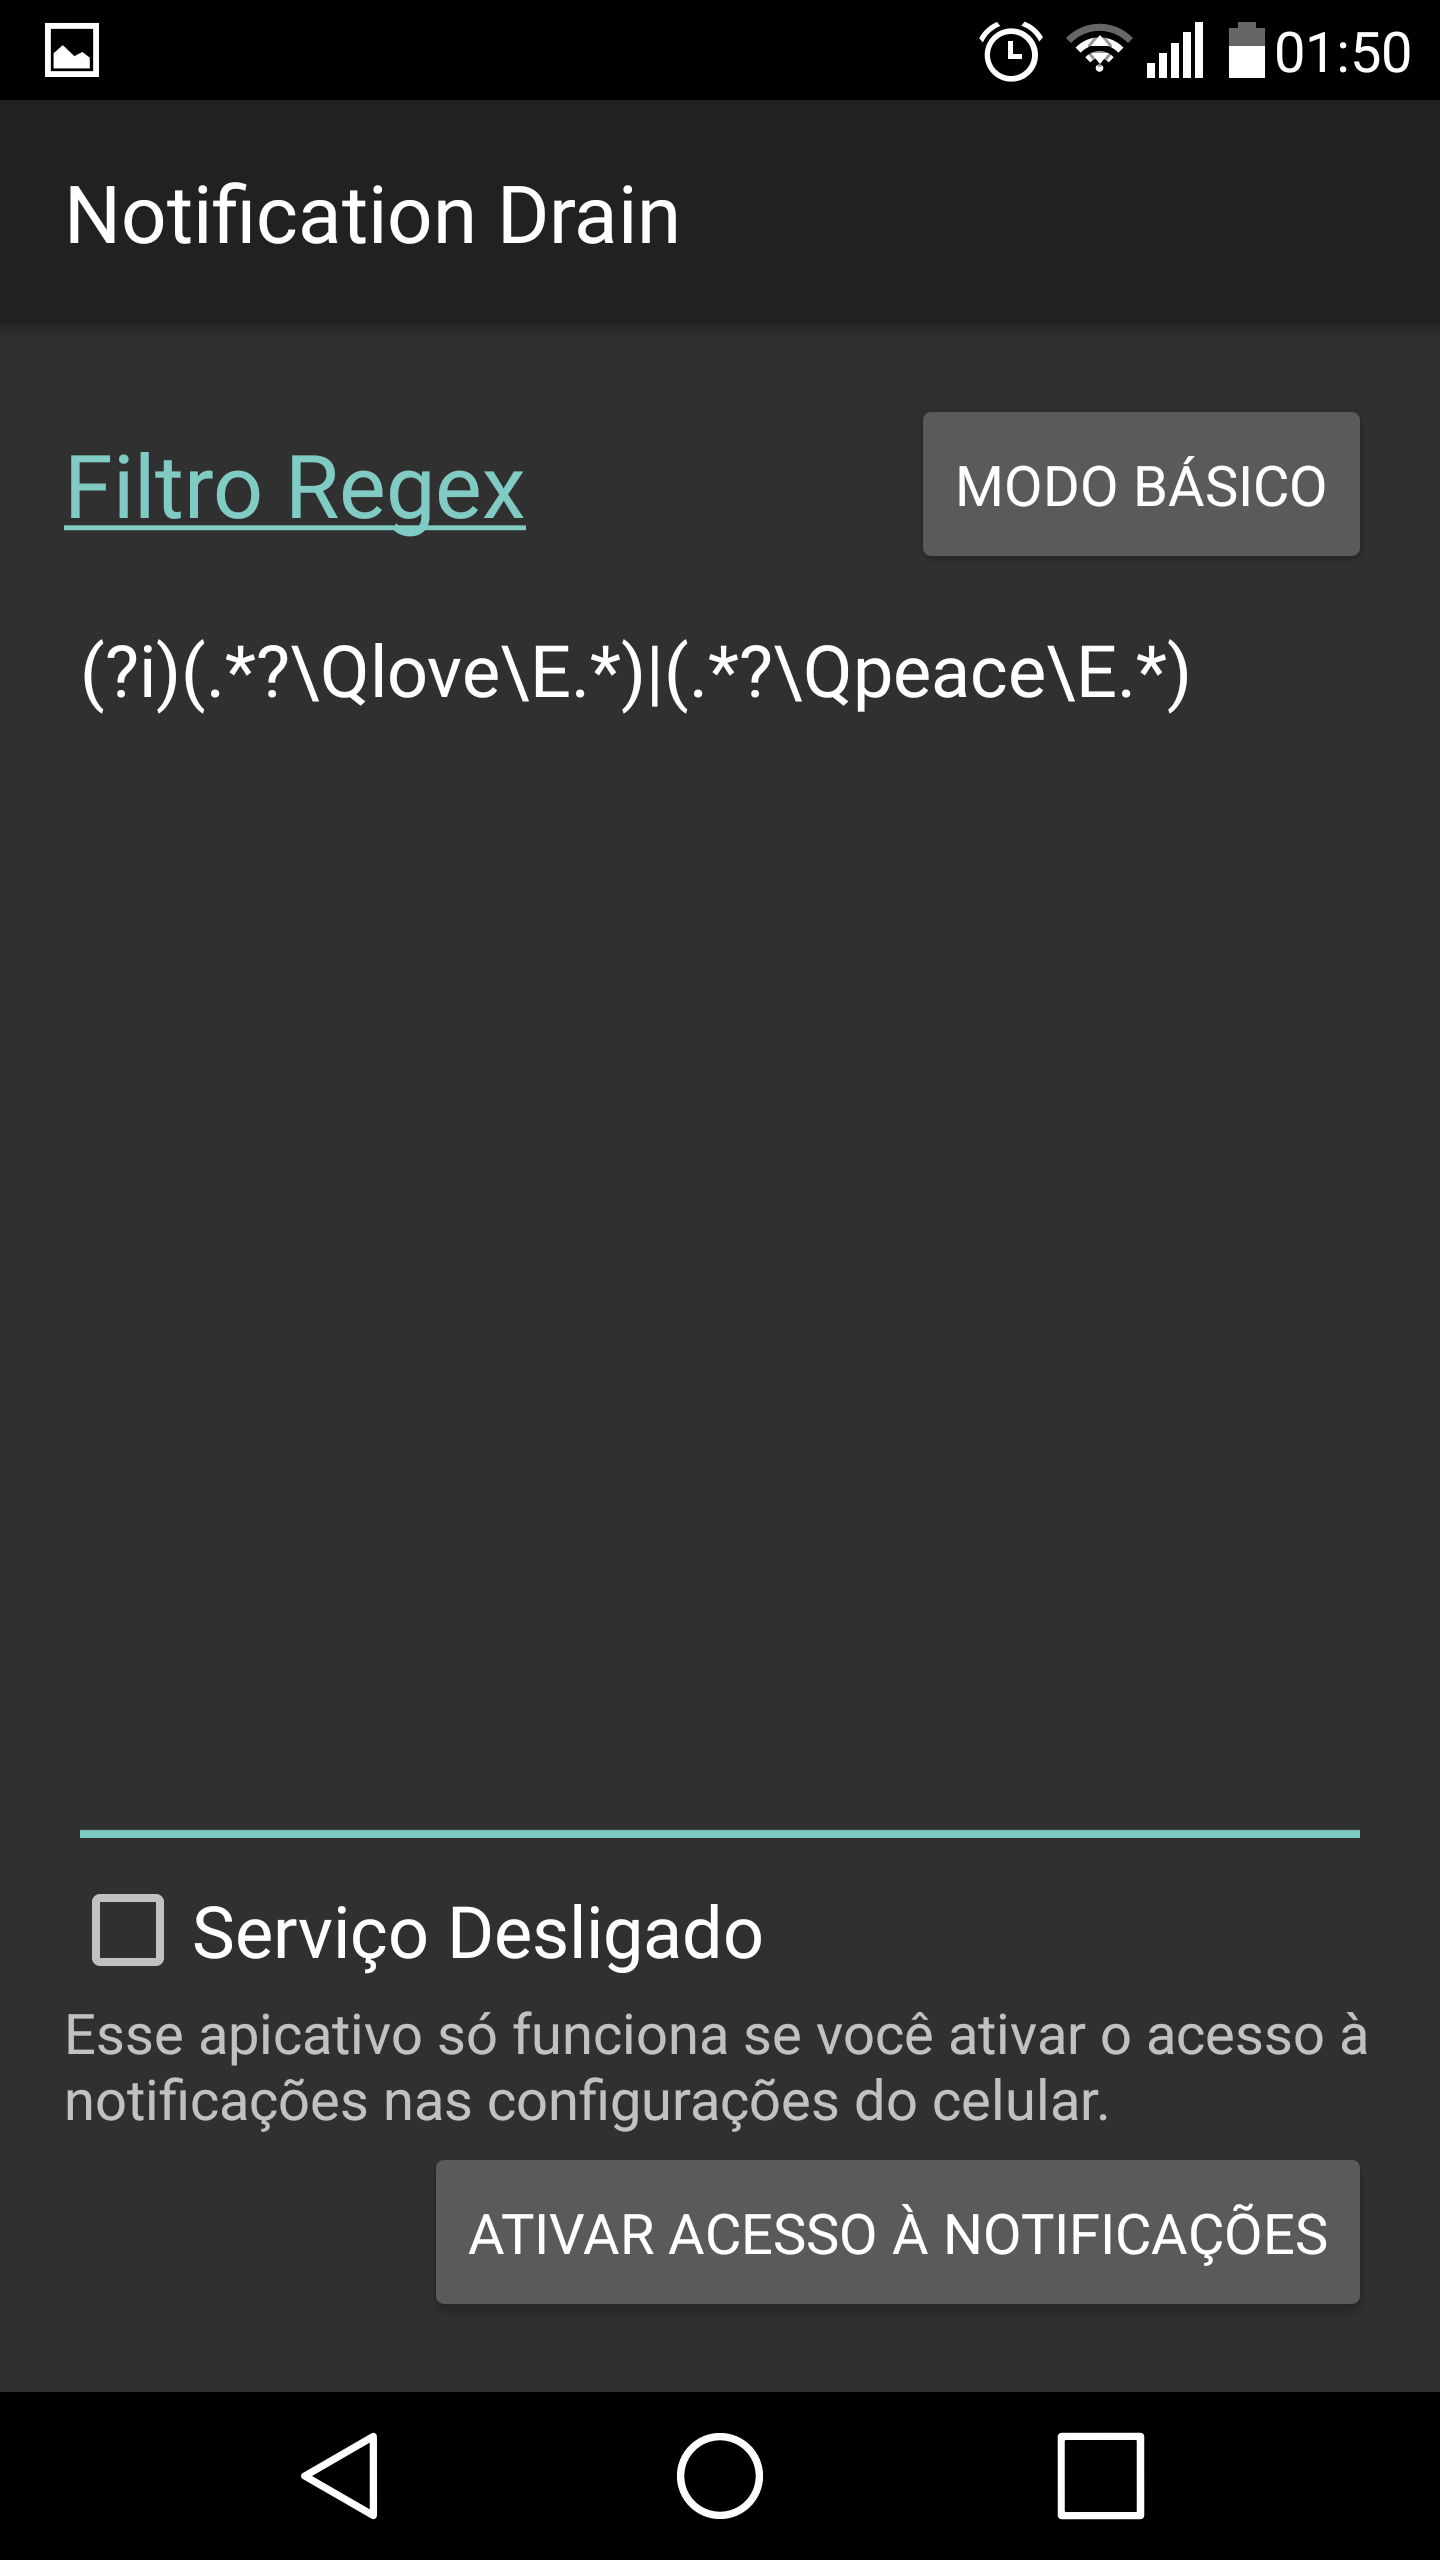 01:50
Notification Drain
Filtro Regex
MODO BÁSICO
(?i)(.*?\Qlove\E.*)|(.*?\Qpeace\E.*)
Serviço Desligado
Esse apicativo só funciona se você ativar o acesso à
notificações nas configurações do celular.
ATIVAR ACESSO À NOTIFICAÇÕES